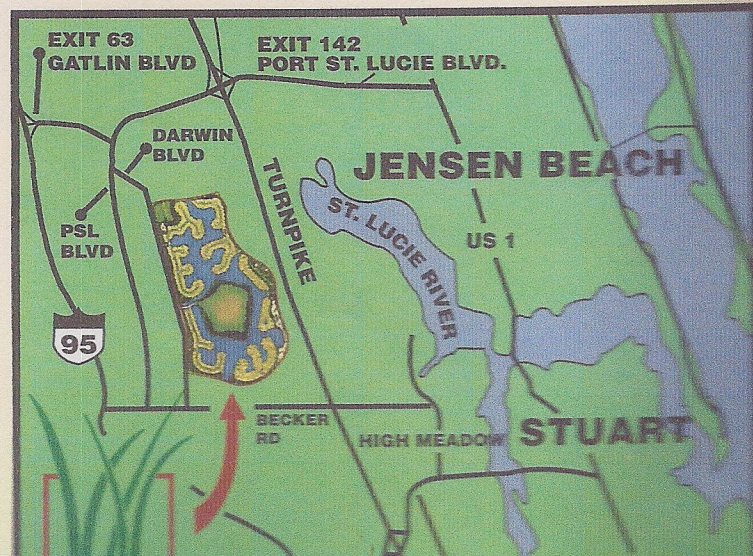 EXIT 63
GATLIN BLVD
EXIT 142
PORT ST. LUCIE BLVD.
DARWIN
BLVD
JENSEN BEACH
TURNPIKE
ST. LUCIE RIVER
PSL
BLVD
US 1
95
BECKER
RD
HIGH MEADOW
STUART